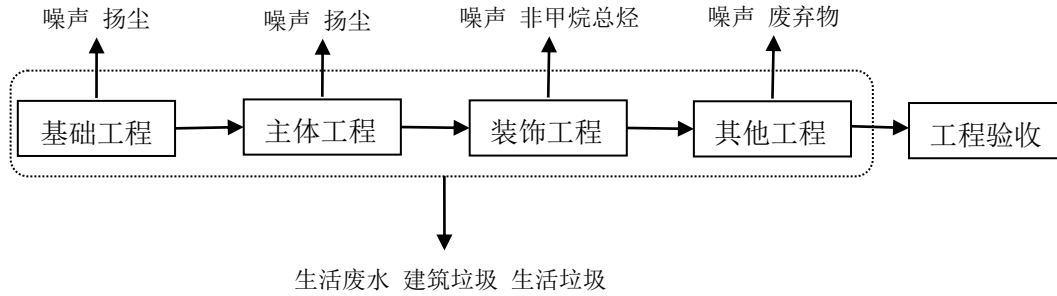 噪声 扬尘
噪声 扬尘
噪声 非甲烷总烃
噪声 废弃物
基础工程
主体工程
装饰工程
其他工程
工程验收
生活废水 建筑垃圾 生活垃圾